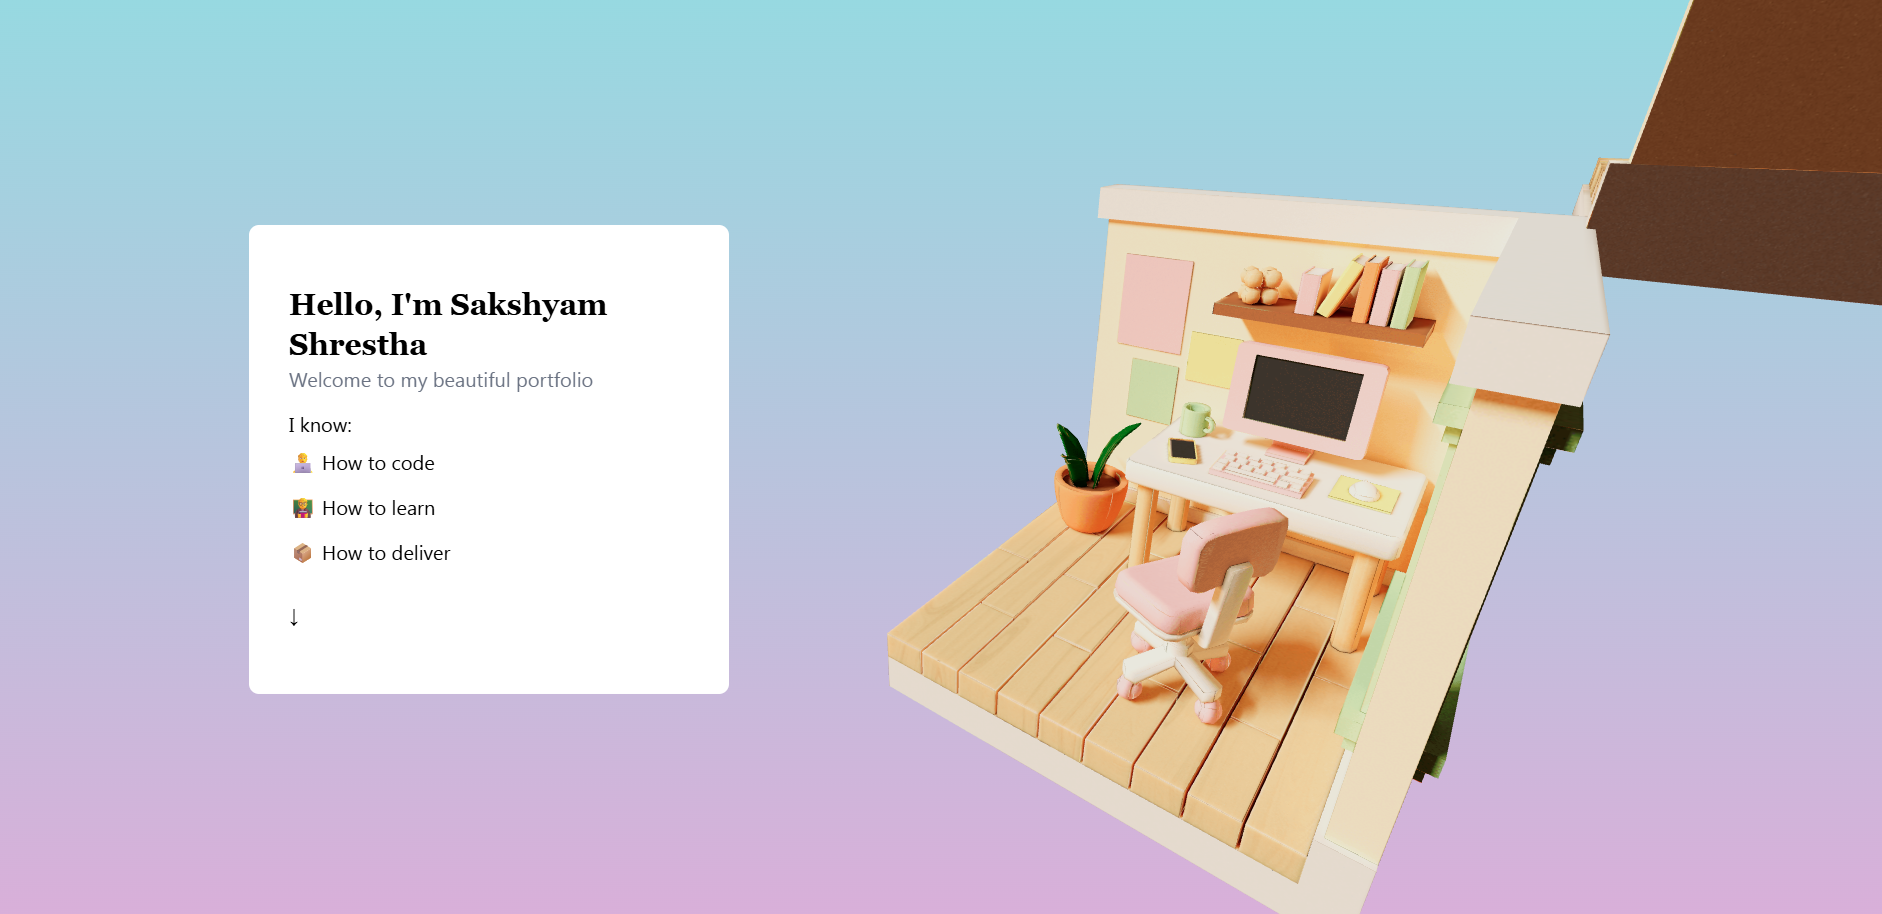 Hello, I'm Sakshyam
Shrestha
Welcome to my beautiful portfolio
I know:
🧑‍💻 How to code
👩‍🏫 How to learn
📦 How to deliver
↓